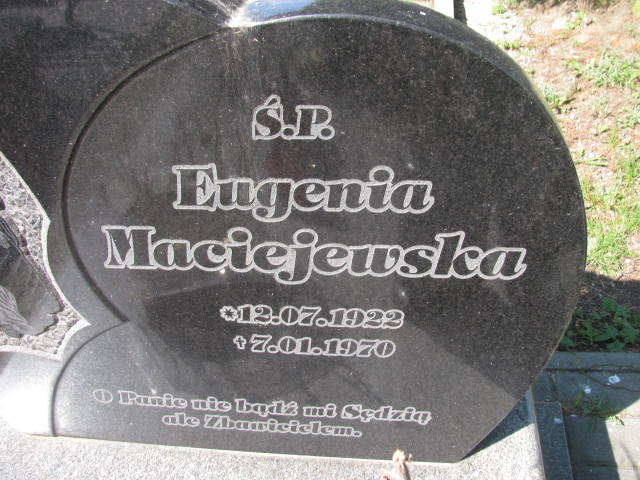 Ś.P.
Eugenia
Maciejewska
*12.07.1922
✝ 7.01.1970
O Panie nie bądź mi Sędzią
ale Zbawicielem.